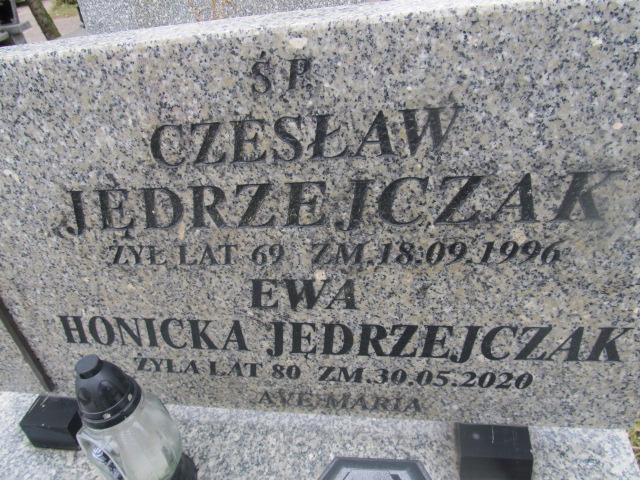 Ś P.
CZESŁAW
JĘDRZEJCZAK
ŻYŁ LAT 69 ZM.18.09.1996
EWA
HONICKA JĘDRZEJCZAK
ŻYŁA LAT 80 ZM.30.05.2020
AVE MARIA